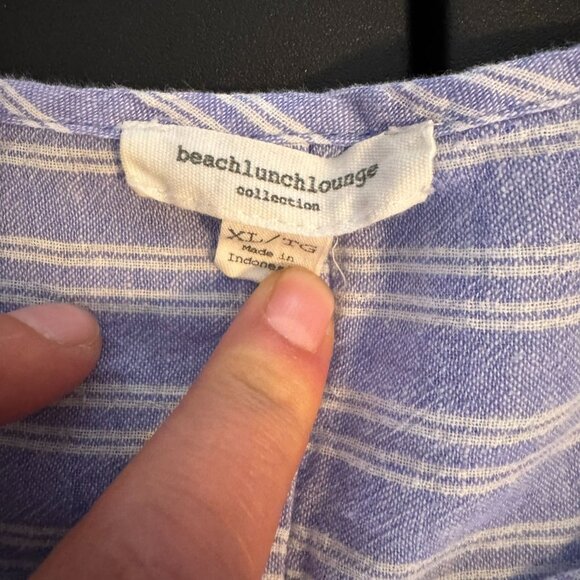 beachlunchlounge
collection
XL/TG
Made in